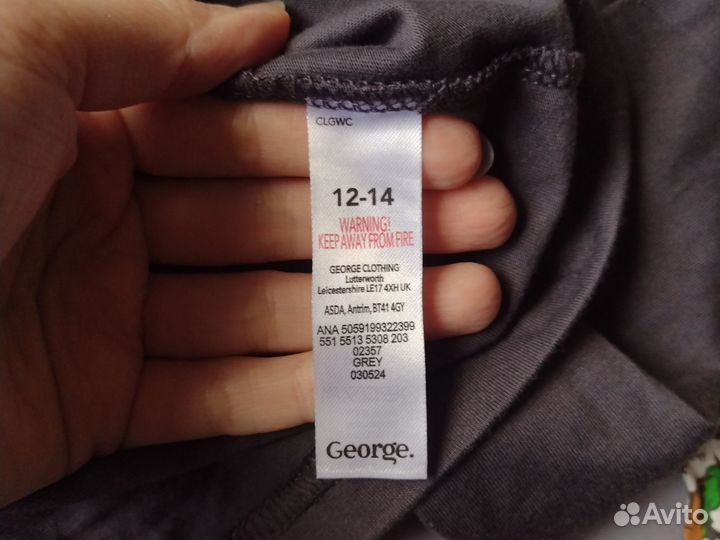 CLGWC
12-14
WARNING!
KEEP AWAY FROM FIRE
GEORGE CLOTHING
Lutterworth
Leicestershire LE17 4XH UK
ASDA, Antrim, BT41 4GY
ANA 5059199322399
551 5513 5308 203
02357
GREY
030524
George.
Avito